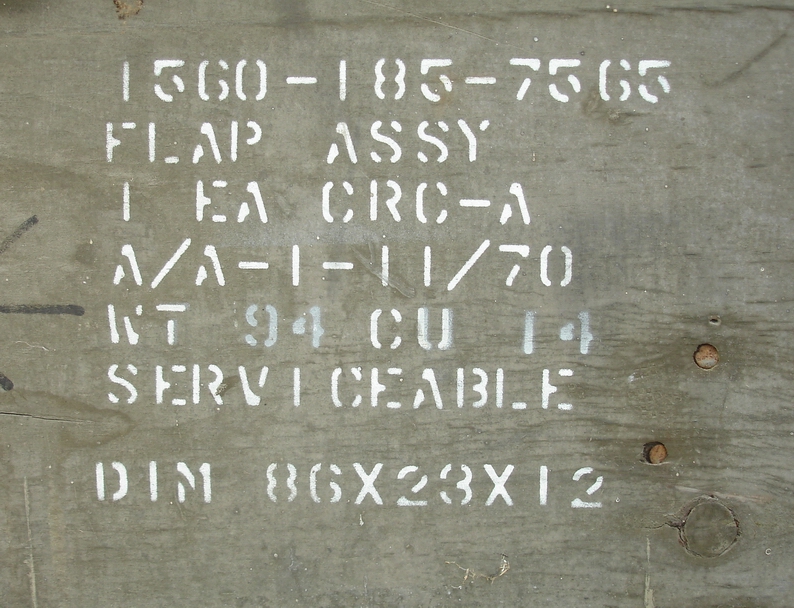 1560-185-7565
FLAP ASSY
1 EA CRC-A
A/A-1-11/70
WT 94 CU 14
SERVICEABLE
DIM 86X23X12